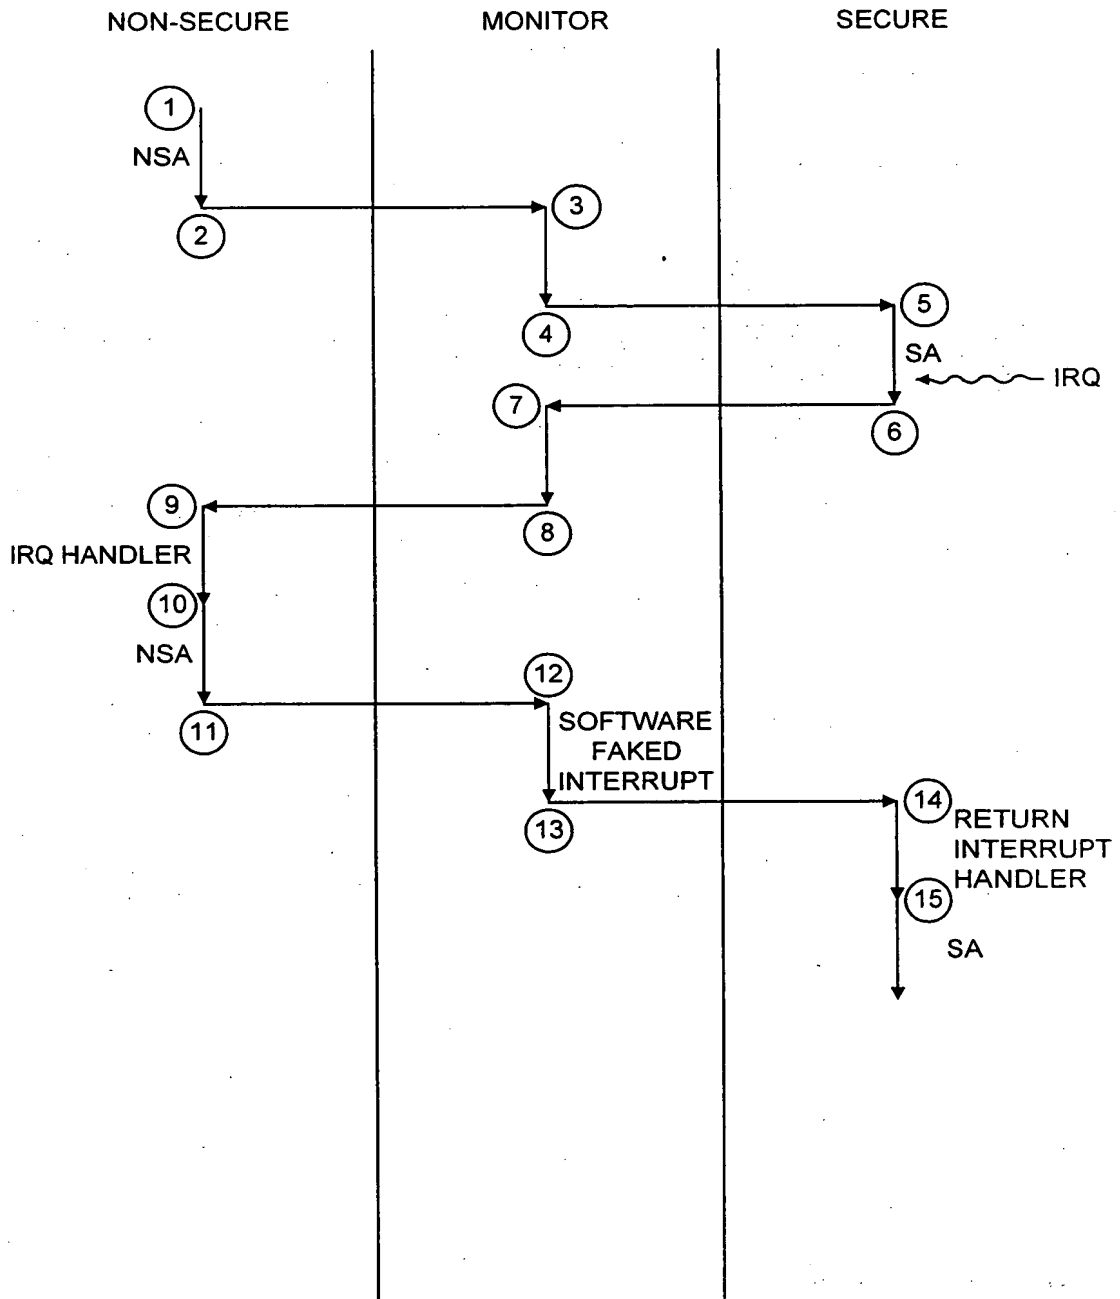 NON-SECURE MONITOR SECURE
1
NSA
2
3
4
5
SA
IRQ
6
7
8
9
IRQ HANDLER
10
NSA
11
12
SOFTWARE
FAKED
INTERRUPT
13
14
RETURN
INTERRUPT
HANDLER
15
SA